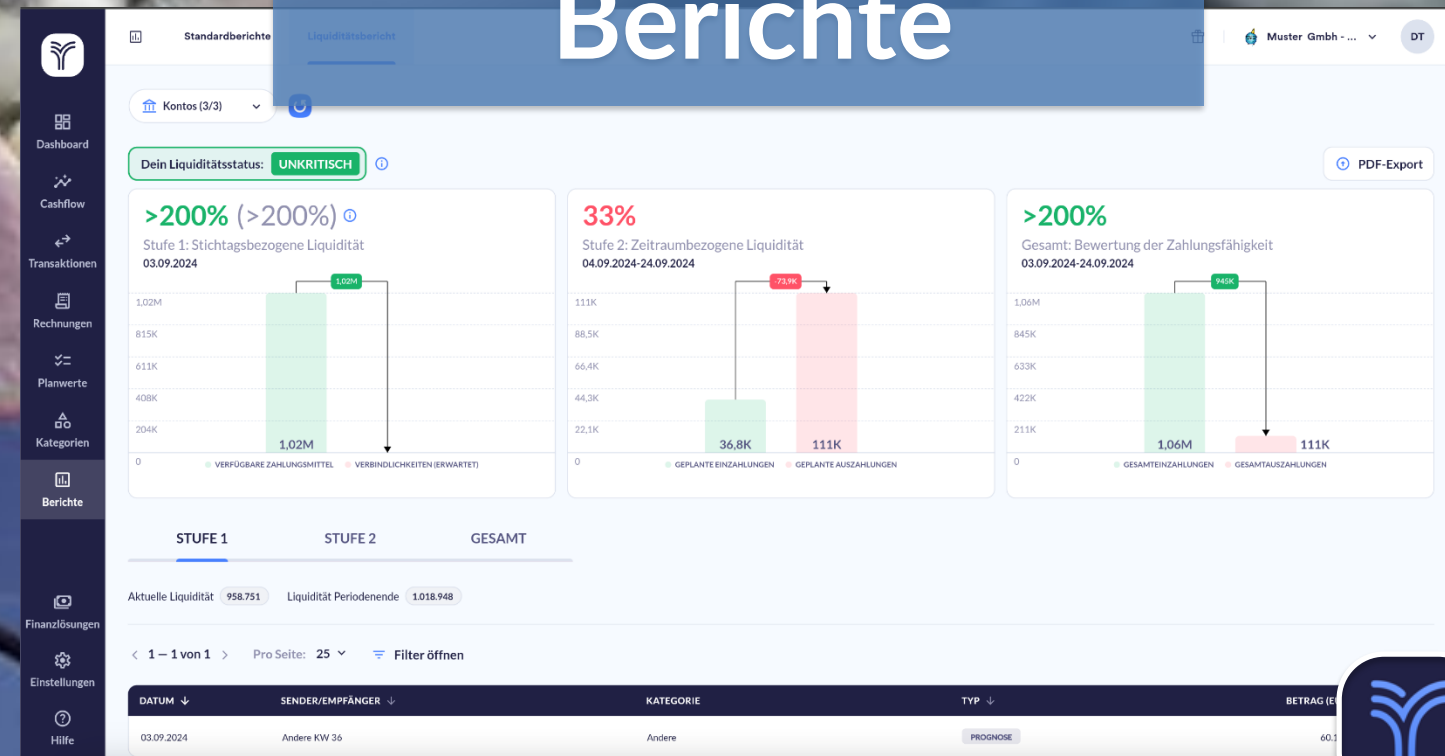 Berichte
Standardberichte
Liquiditätsbericht
Muster Gmbh - ...
DT
Kontos (3/3)
Dashboard
Cashflow
Transaktionen
Rechnungen
Planwerte
Kategorien
Berichte
Finanzlösungen
Einstellungen
Hilfe
Dein Liquiditätsstatus: UNKRITISCH
PDF-Export
>200% (>200%)
Stufe 1: Stichtagsbezogene Liquidität
03.09.2024
1,02M
1,02M
815K
611K
408K
204K
0
1,02M
VERFÜGBARE ZAHLUNGSMITTEL VERBINDLICHKEITEN (ERWARTET)
33%
Stufe 2: Zeitraumbezogene Liquidität
04.09.2024-24.09.2024
-73,9K
111K
88,5K
66,4K
44,3K
22,1K
0
36,8K 111K
GEPLANTE EINZAHLUNGEN GEPLANTE AUSZAHLUNGEN
>200%
Gesamt: Bewertung der Zahlungsfähigkeit
03.09.2024-24.09.2024
945K
1,06M
845K
633K
422K
211K
0
1,06M 111K
GESAMTEINZAHLUNGEN GESAMTAUSZAHLUNGEN
STUFE 1 STUFE 2 GESAMT
Aktuelle Liquidität 958.751 Liquidität Periodenende 1.018.948
1 — 1 von 1 Pro Seite: 25 Filter öffnen
DATUM SENDER/EMPFÄNGER KATEGORIE TYP BETRAG
03.09.2024 Andere KW 36 Andere PROGNOSE